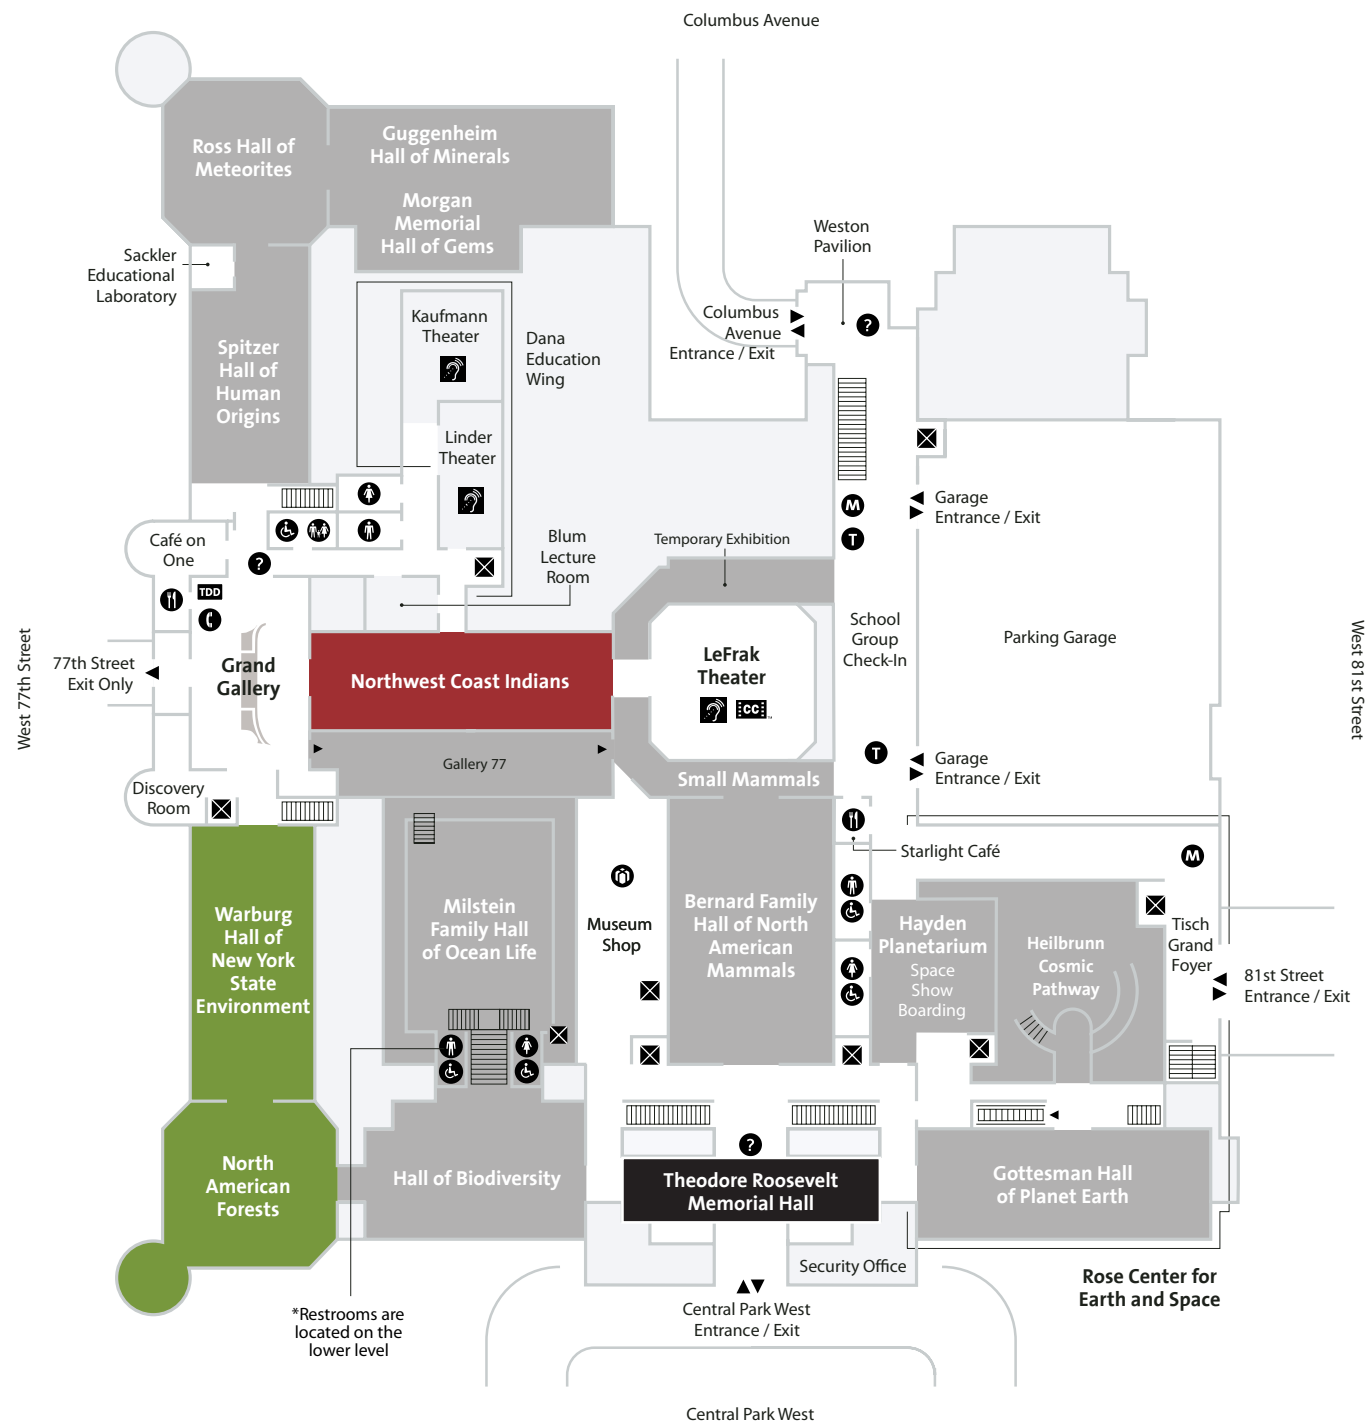 Columbus Avenue
Ross Hall of
Meteorites
Guggenheim
Hall of Minerals
Morgan
Memorial
Hall of Gems
Weston
Pavilion
Sackler
Educational
Laboratory
Columbus
Avenue
Entrance / Exit
?
Kaufmann
Theater
Dana
Education
Wing
Spitzer
Hall of
Human
Origins
Linder
Theater
M
Garage
Entrance / Exit
T
Café on
One
?
Blum
Lecture
Room
Temporary Exhibition
TDD
School
Group
Check-In
Parking Garage
West 77th Street
77th Street
Exit Only
Grand
Gallery
Northwest Coast Indians
LeFrak
Theater
CC
West 81st Street
Gallery 77
T
Garage
Entrance / Exit
Small Mammals
Discovery
Room
Starlight Café
M
Warburg
Hall of
New York
State
Environment
Milstein
Family Hall
of Ocean Life
Museum
Shop
Bernard Family
Hall of North
American
Mammals
Hayden
Planetarium
Space
Show
Boarding
Heilbrunn
Cosmic
Pathway
Tisch
Grand
Foyer
81st Street
Entrance / Exit
?
North
American
Forests
Hall of Biodiversity
Theodore Roosevelt
Memorial Hall
Gottesman Hall
of Planet Earth
Security Office
Rose Center for
Earth and Space
*Restrooms are
located on the
lower level
Central Park West
Entrance / Exit
Central Park West